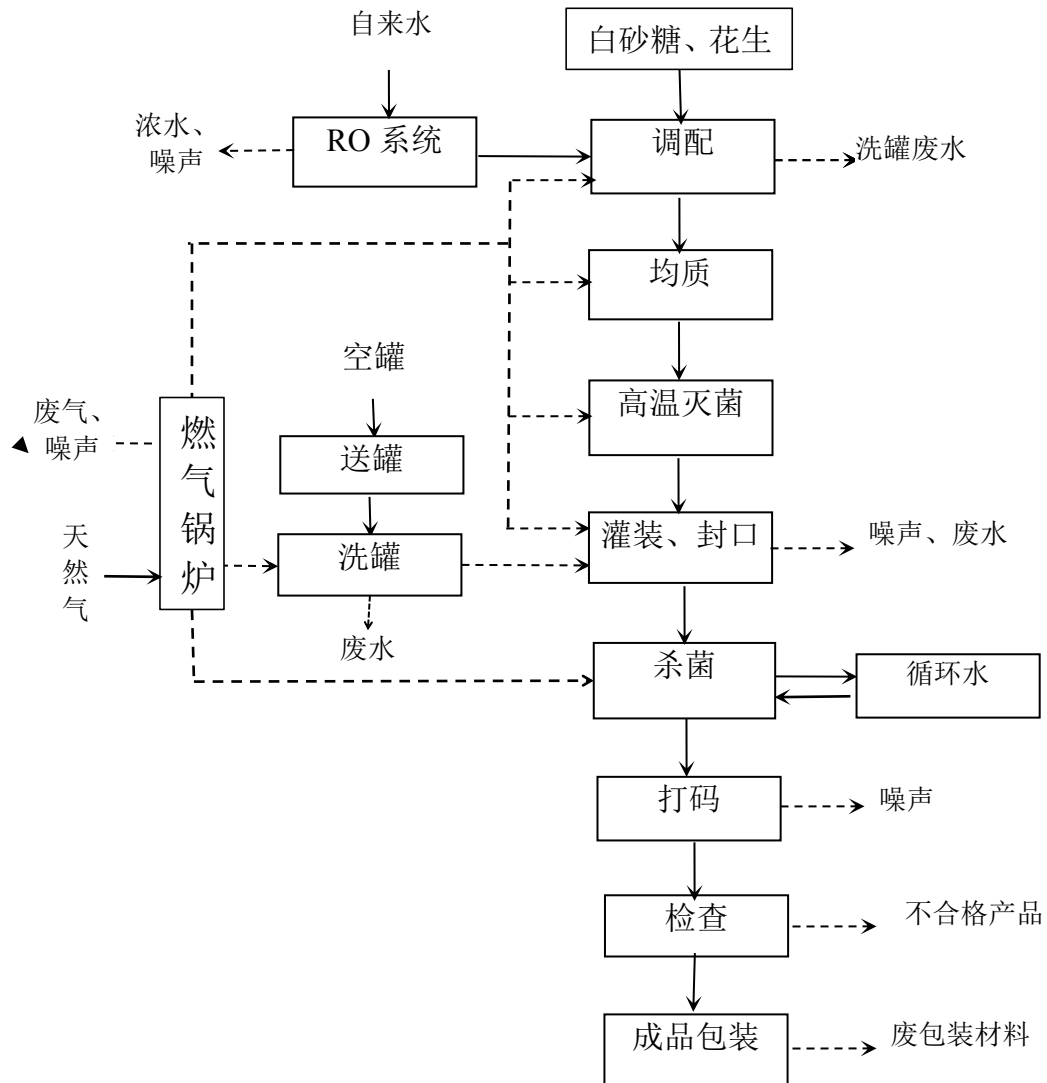 自来水
白砂糖、花生
浓水、
噪声
RO 系统
调配
洗罐废水
均质
空罐
高温灭菌
废气、
噪声
燃
气
锅
炉
送罐
天
然
气
洗罐
灌装、封口
噪声、废水
废水
杀菌
循环水
打码
噪声
检查
不合格产品
成品包装
废包装材料